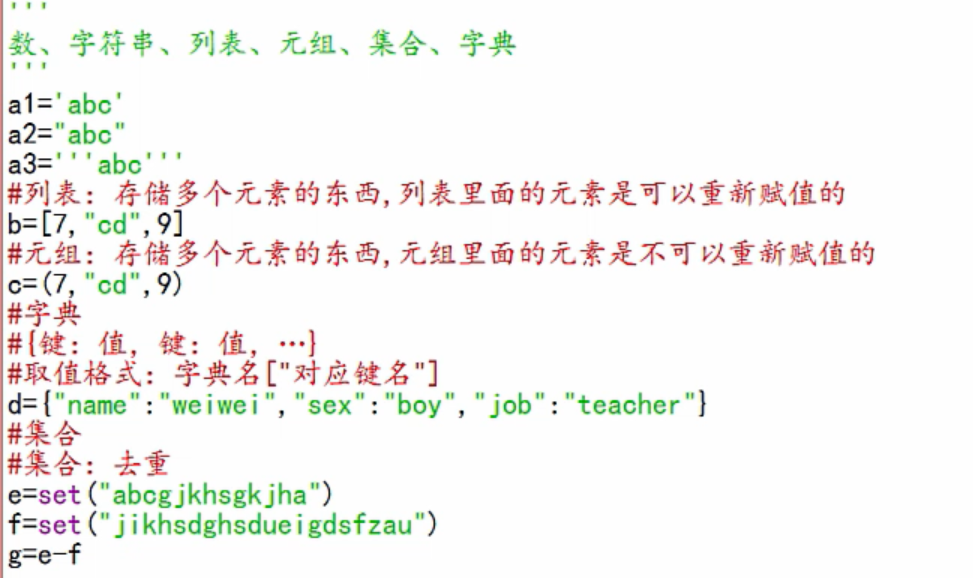 '''
数、字符串、列表、元组、集合、字典
'''
a1='abc'
a2="abc"
a3='''abc'''
#列表：存储多个元素的东西,列表里面的元素是可以重新赋值的
b=[7,"cd",9]
#元组：存储多个元素的东西,元组里面的元素是不可以重新赋值的
c=(7,"cd",9)
#字典
#{键：值，键：值，…}
#取值格式：字典名["对应键名"]
d={"name":"weiwei","sex":"boy","job":"teacher"}
#集合
#集合：去重
e=set("abcgjkhsgkjha")
f=set("jikhsdghsdueigdsfzau")
g=e-f